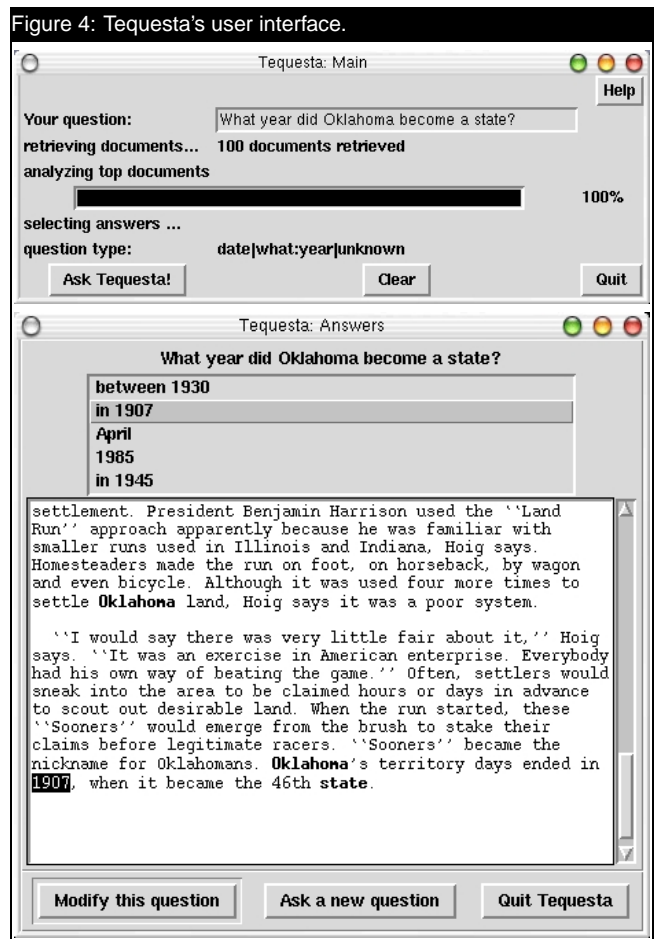 Figure 4: Tequesta's user interface.
Tequesta: Main
Help
Your question: What year did Oklahoma become a state?
retrieving documents... 100 documents retrieved
analyzing top documents
100%
selecting answers ...
question type: date|what:year|unknown
Ask Tequesta! Clear Quit
Tequesta: Answers
What year did Oklahoma become a state?
between 1930
in 1907
April
1985
in 1945
settlement. President Benjamin Harrison used the ``Land
Run'' approach apparently because he was familiar with
smaller runs used in Illinois and Indiana, Hoig says.
Homesteaders made the run on foot, on horseback, by wagon
and even bicycle. Although it was used four more times to
settle Oklahoma land, Hoig says it was a poor system.
``I would say there was very little fair about it,'' Hoig
says. ``It was an exercise in American enterprise. Everybody
had his own way of beating the game.'' Often, settlers would
sneak into the area to be claimed hours or days in advance
to scout out desirable land. When the run started, these
``Sooners'' would emerge from the brush to stake their
claims before legitimate racers. ``Sooners'' became the
nickname for Oklahomans. Oklahoma's territory days ended in
1907, when it became the 46th state.
Modify this question Ask a new question Quit Tequesta